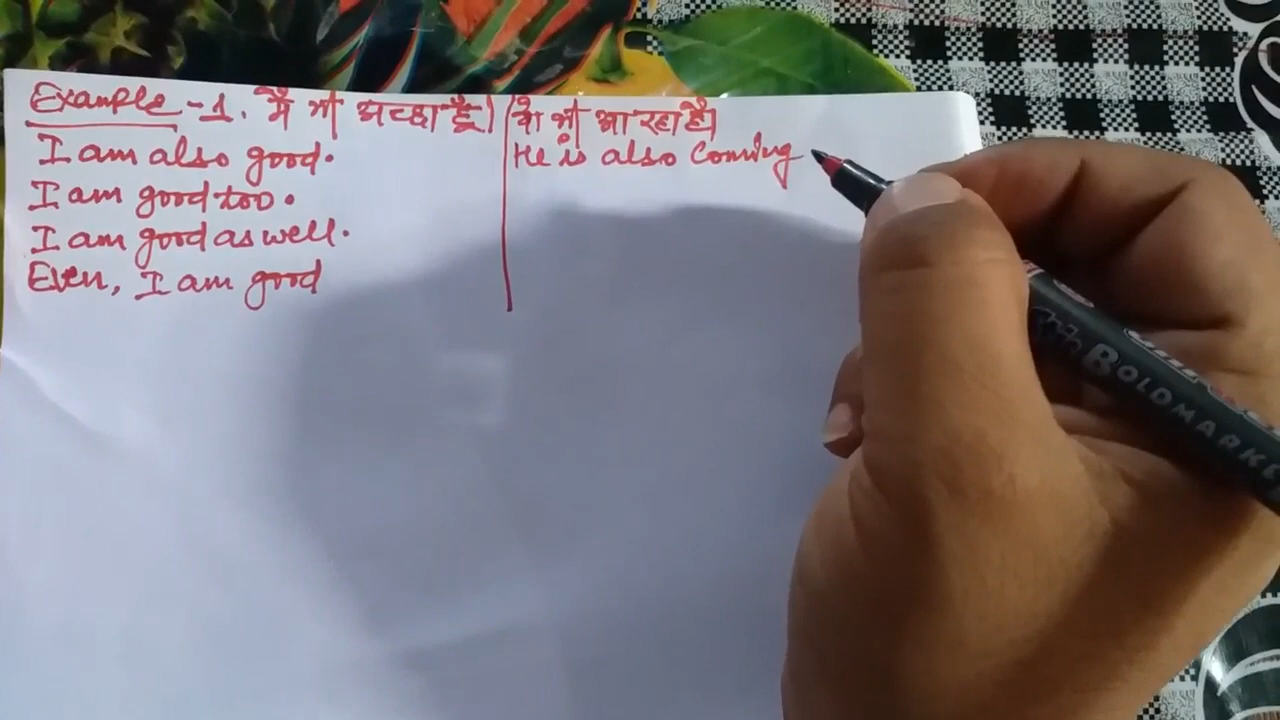 Example-1. मैं भी अच्छा हूँ।
I am also good.
I am good too.
I am good as well.
Even, I am good
वो भी आ रहा है।
He is also Coming
BOLDMARKE